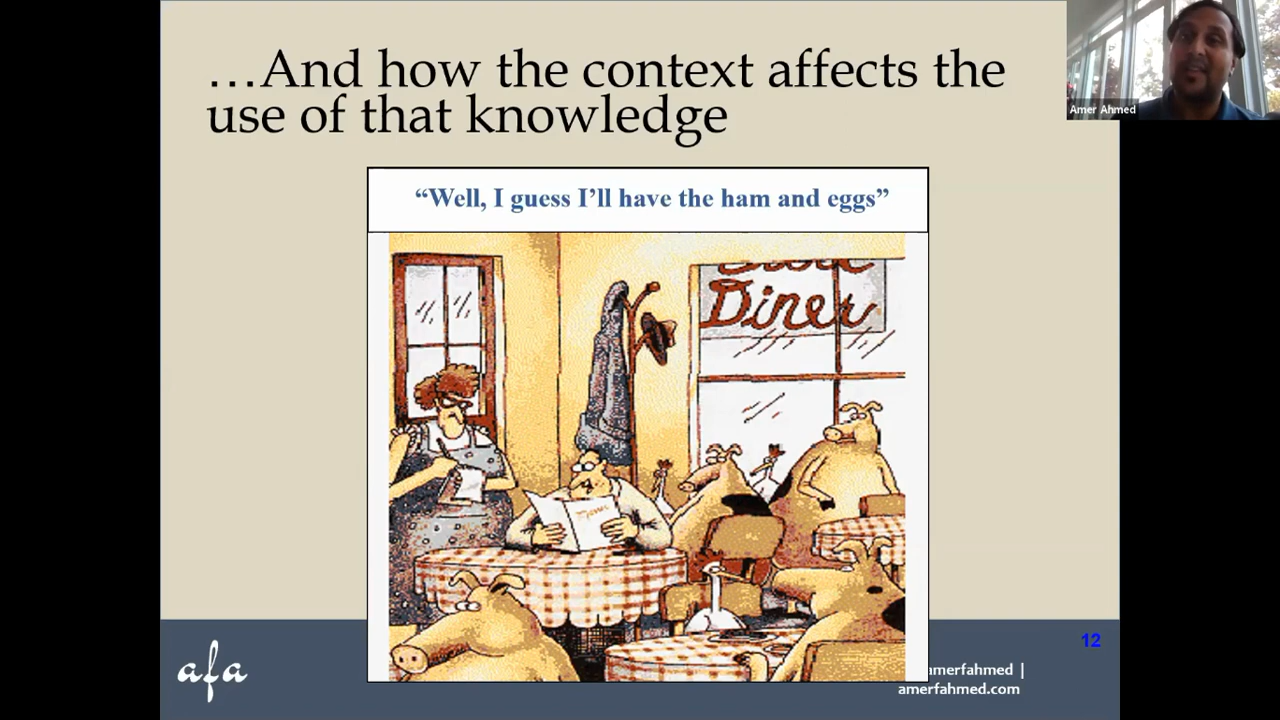 …And how the context affects the
use of that knowledge
Amer Ahmed
“Well, I guess I’ll have the ham and eggs”
Diner
12
afa
amerfahmed |
amerfahmed.com